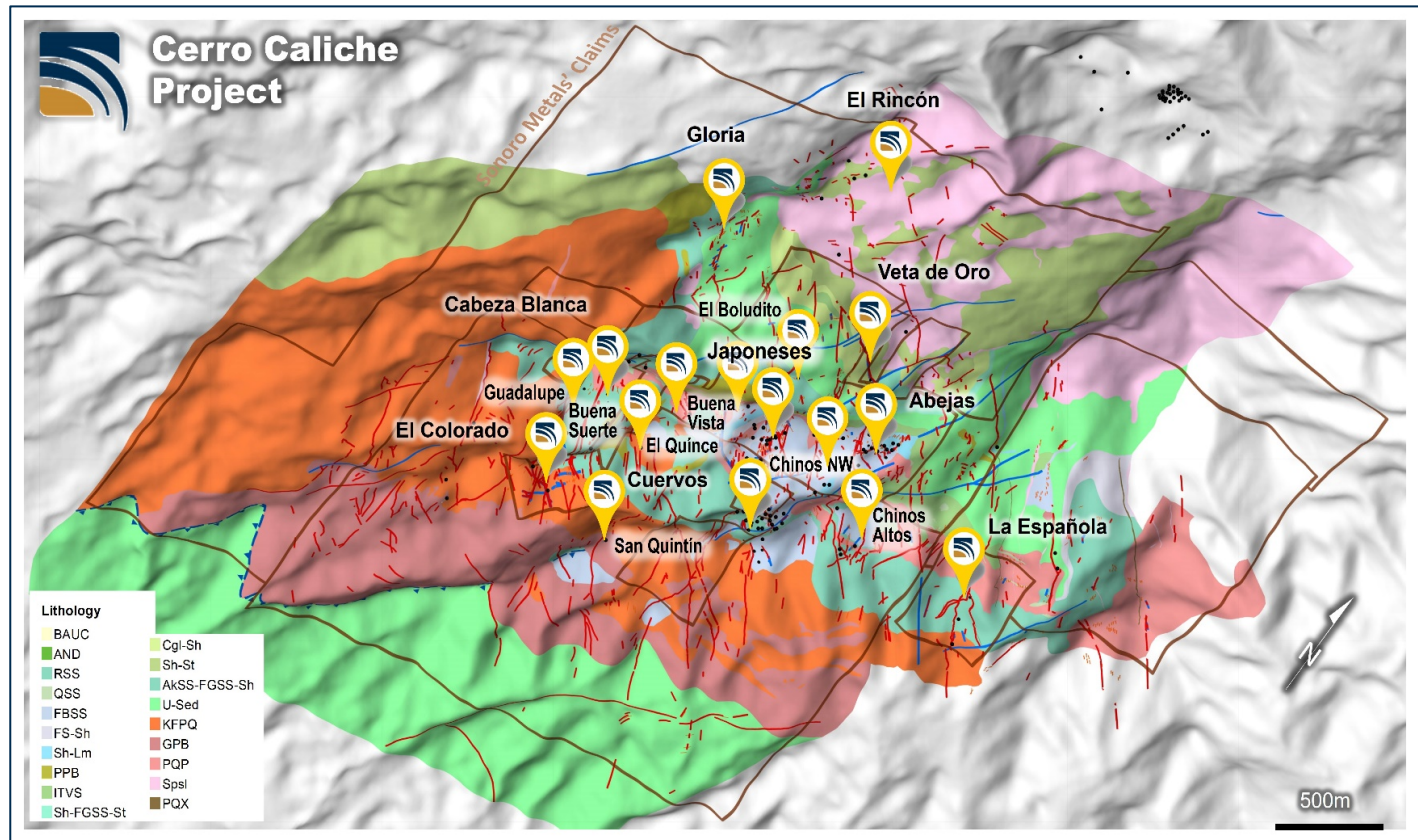 Cerro Caliche
Project
Sonoro Metals' Claims
El Rincón
Gloria
Veta de Oro
Cabeza Blanca
El Boludito
Japoneses
Guadalupe
Buena
Suerte
Buena
Vista
Abejas
El Colorado
El Quínce
Chinos NW
Cuervos
Chinos
Altos
La Española
San Quintín
N
500m
Lithology
BAUC
AND
RSS
QSS
FBSS
FS-Sh
Sh-Lm
PPB
ITVS
Sh-FGSS-St
Cgl-Sh
Sh-St
AkSS-FGSS-Sh
U-Sed
KFPQ
GPB
PQP
Spsl
PQX